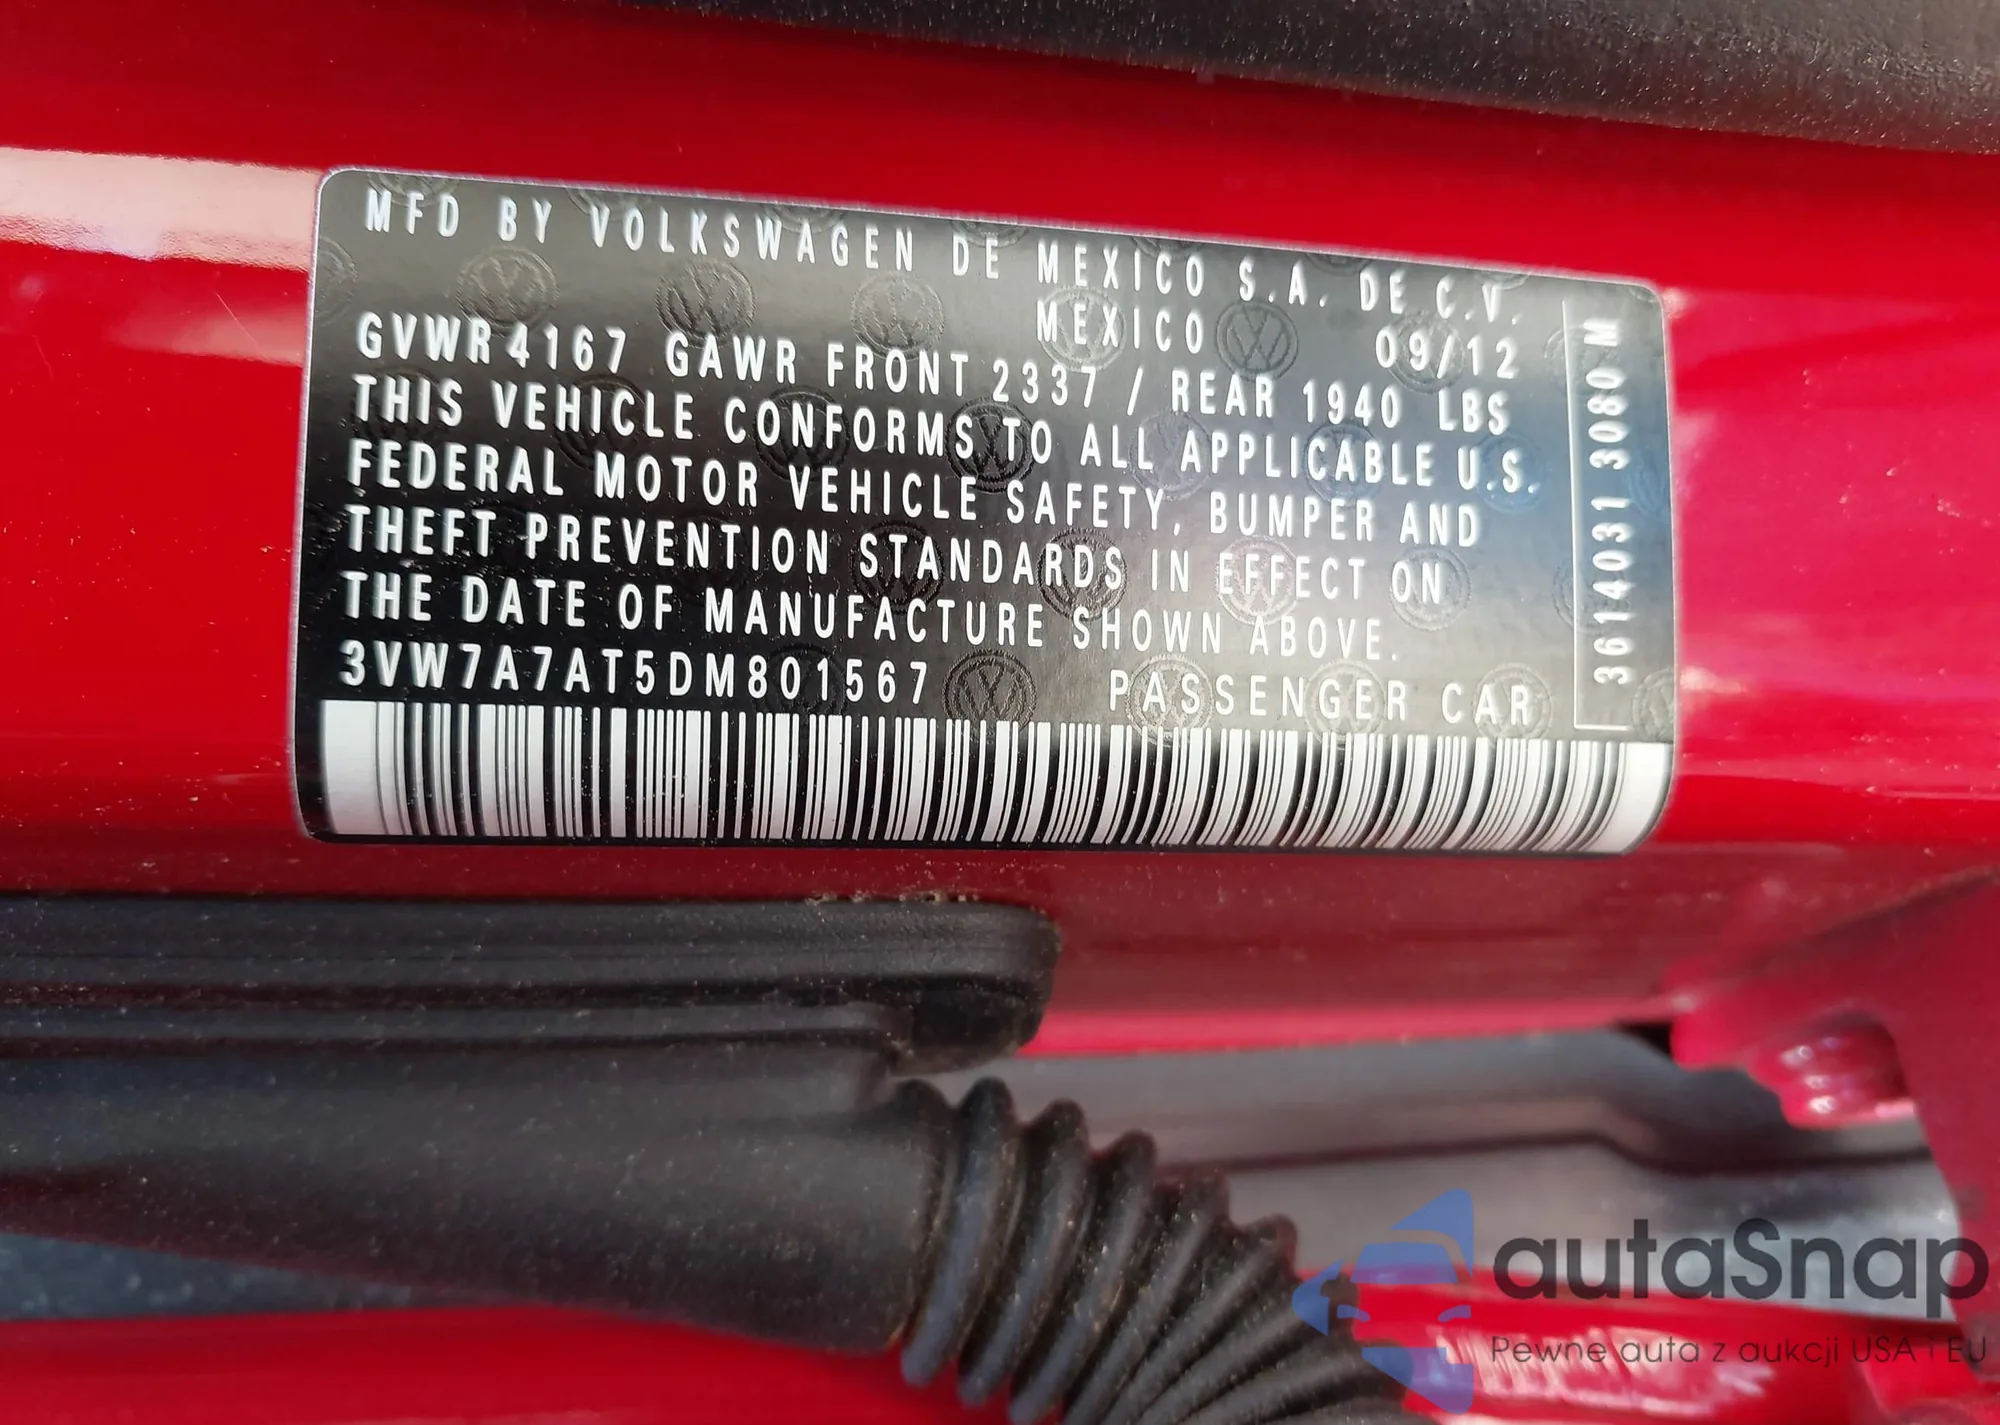 MFD BY VOLKSWAGEN DE MEXICO S.A. DE C.V.
MEXICO 09/12
GVWR 4167 GAWR FRONT 2337 / REAR 1940 LBS
THIS VEHICLE CONFORMS TO ALL APPLICABLE U.S.
FEDERAL MOTOR VEHICLE SAFETY, BUMPER AND
THEFT PREVENTION STANDARDS IN EFFECT ON
THE DATE OF MANUFACTURE SHOWN ABOVE.
3VW7A7AT5DM801567 PASSENGER CAR
3614031 3080 M
autaSnap
Pewne auta z aukcji USA i EU